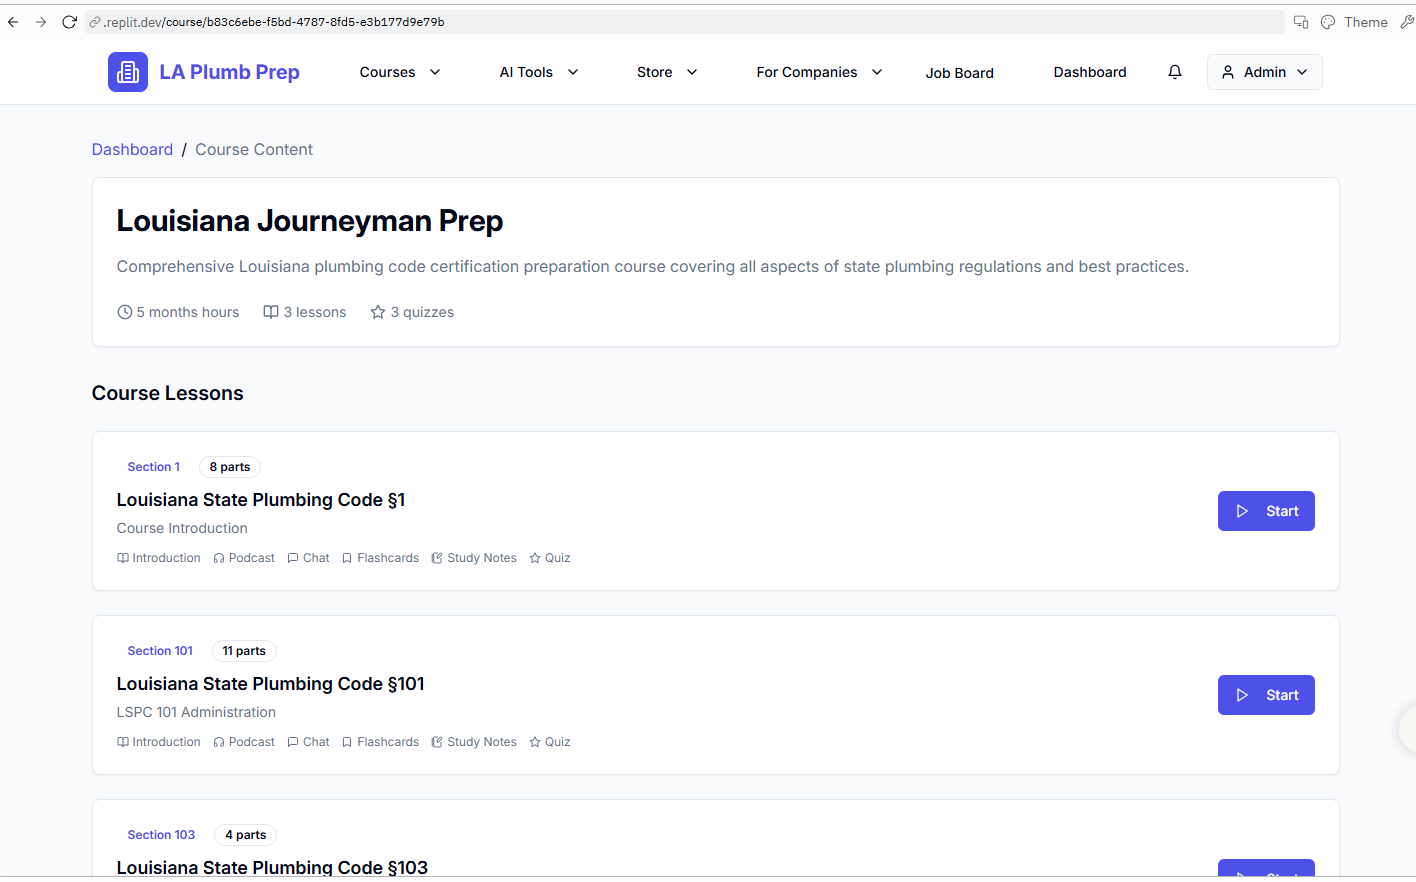 .replit.dev/course/b83c6ebe-f5bd-4787-8fd5-e3b177d9e79b
Theme
LA Plumb Prep
Courses
AI Tools
Store
For Companies
Job Board
Dashboard
Admin
Dashboard / Course Content
Louisiana Journeyman Prep
Comprehensive Louisiana plumbing code certification preparation course covering all aspects of state plumbing regulations and best practices.
5 months hours
3 lessons
3 quizzes
Course Lessons
Section 1
8 parts
Louisiana State Plumbing Code §1
Course Introduction
Introduction
Podcast
Chat
Flashcards
Study Notes
Quiz
Start
Section 101
11 parts
Louisiana State Plumbing Code §101
LSPC 101 Administration
Introduction
Podcast
Chat
Flashcards
Study Notes
Quiz
Start
Section 103
4 parts
Louisiana State Plumbing Code §103